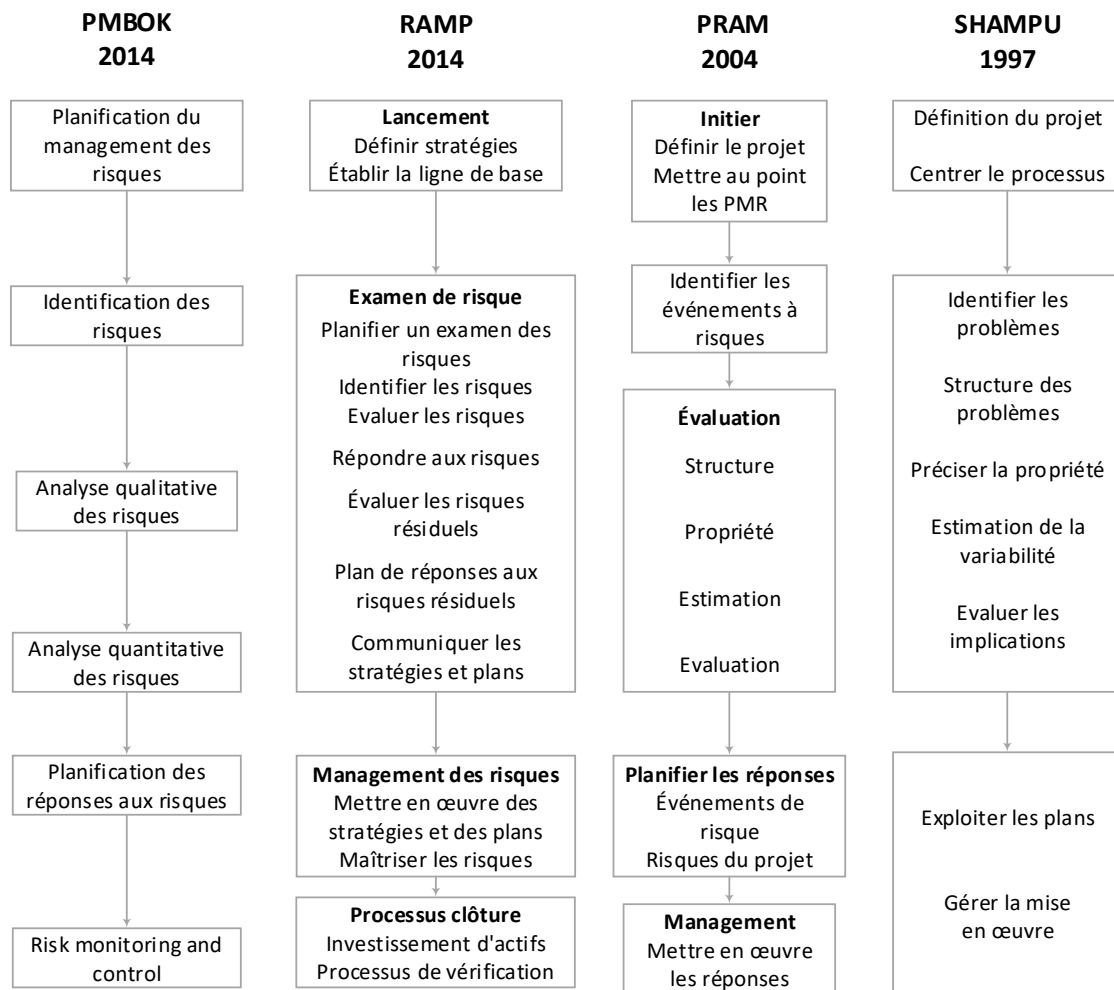 PMBOK
2014
Planification du
management des
risques
Identification des
risques
Analyse qualitative
des risques
Analyse quantitative
des risques
Planification des
réponses aux risques
Risk monitoring and
control
RAMP
2014
Lancement
Définir stratégies
Établir la ligne de base
Examen de risque
Planifier un examen des
risques
Identifier les risques
Evaluer les risques
Répondre aux risques
Évaluer les risques
résiduels
Plan de réponses aux
risques résiduels
Communiquer les
stratégies et plans
Management des risques
Mettre en œuvre des
stratégies et des plans
Maîtriser les risques
Processus clôture
Investissement d'actifs
Processus de vérification
PRAM
2004
Initier
Définir le projet
Mettre au point
les PMR
Identifier les
événements à
risques
Évaluation
Structure
Propriété
Estimation
Evaluation
Planifier les réponses
Événements de
risque
Risques du projet
Management
Mettre en œuvre
les réponses
SHAMPU
1997
Définition du projet
Centrer le processus
Identifier les
problèmes
Structure des
problèmes
Préciser la propriété
Estimation de la
variabilité
Evaluer les
implications
Exploiter les plans
Gérer la mise
en œuvre